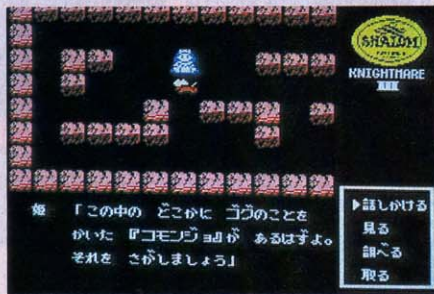 SHALOM
KNIGHTMARE
III
姫 「この中の どこかに ゴグのことを
かいた 『コモンジョ』が あるはずよ。
それを さがしましょう」
▶話しかける
見る
調べる
取る